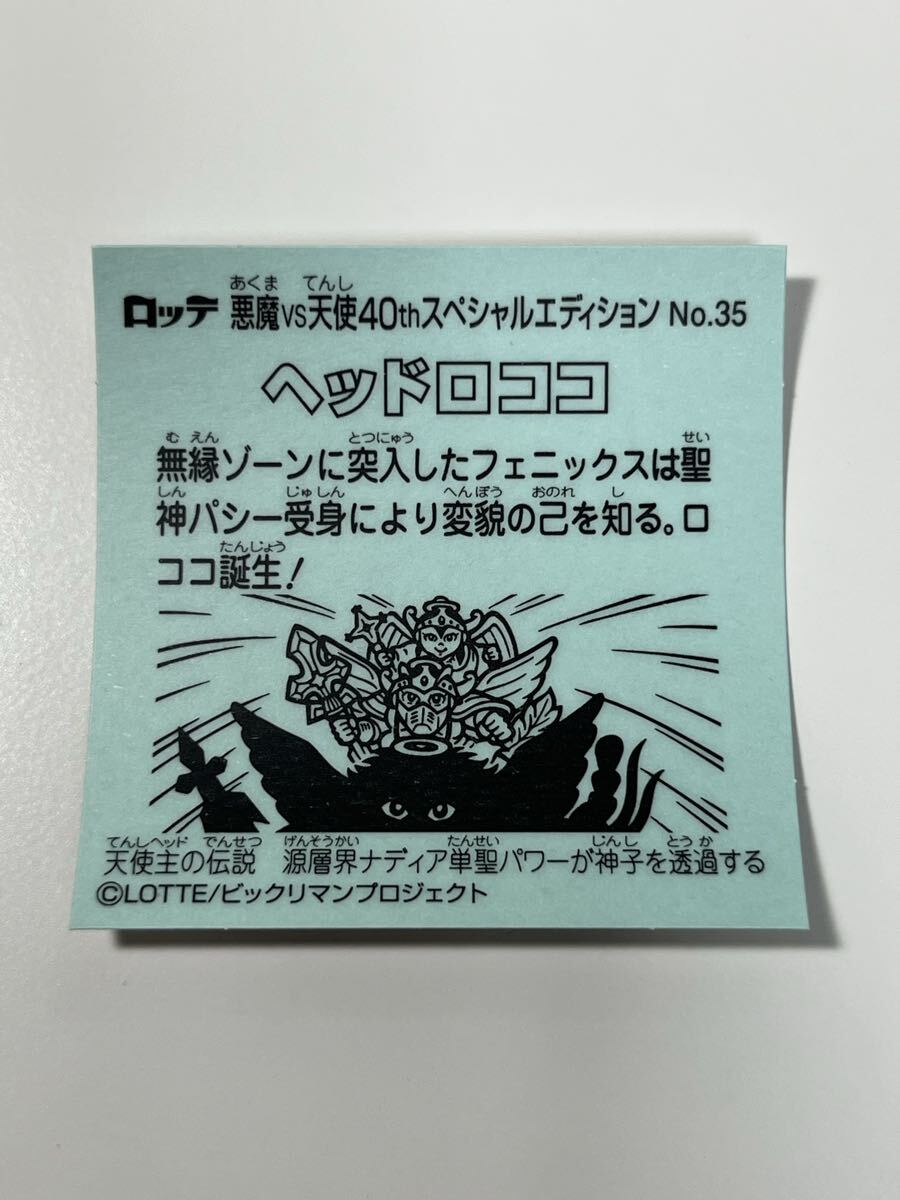 ロッテ 悪魔VS天使40thスペシャルエディション No.35
あくま てんし
ヘッドロココ
むえん とつにゅう せい
無縁ゾーンに突入したフェニックスは聖
しん じゅしん へんぼう おのれ し
神パシー受身により変貌の己を知る。ロ
たんじょう
ココ誕生!
てんしヘッド でんせつ げんそうかい たんせい じんし とうか
天使主の伝説 源層界ナディア単聖パワーが神子を透過する
©LOTTE/ビックリマンプロジェクト